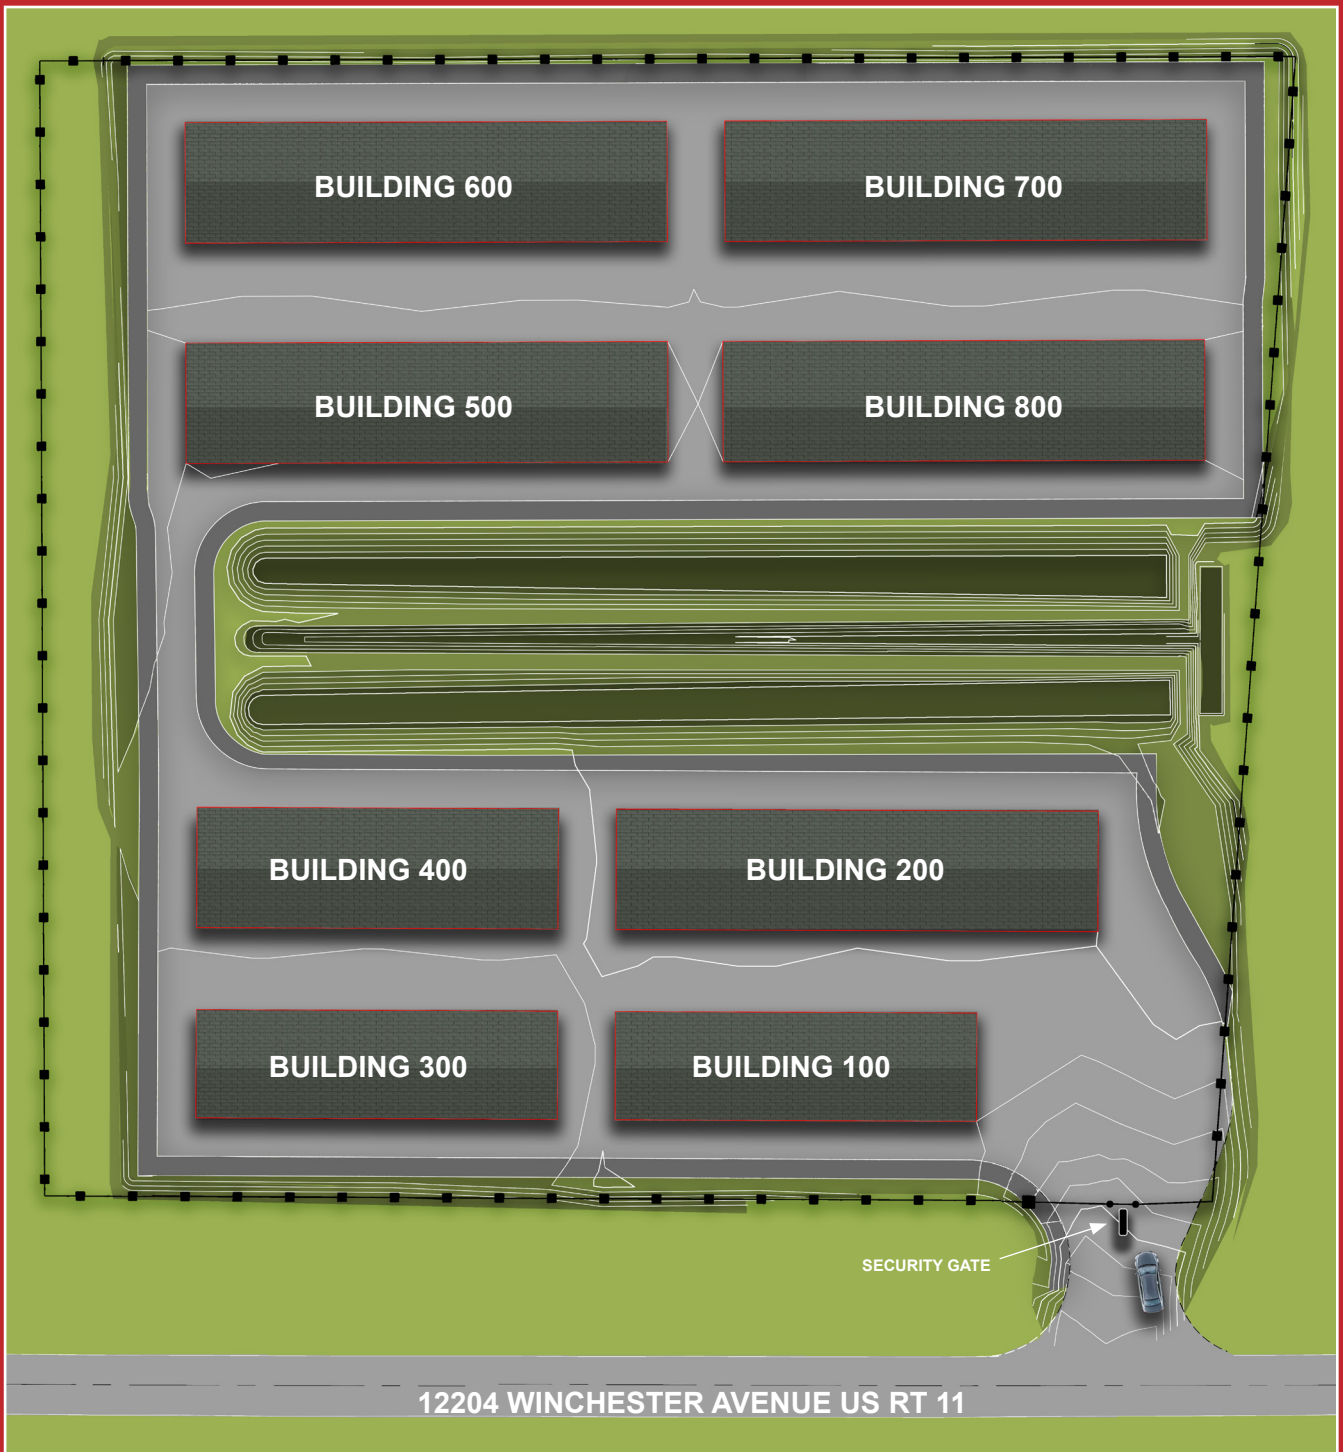 BUILDING 600
BUILDING 700
BUILDING 500
BUILDING 800
BUILDING 400
BUILDING 200
BUILDING 300
BUILDING 100
SECURITY GATE
12204 WINCHESTER AVENUE US RT 11